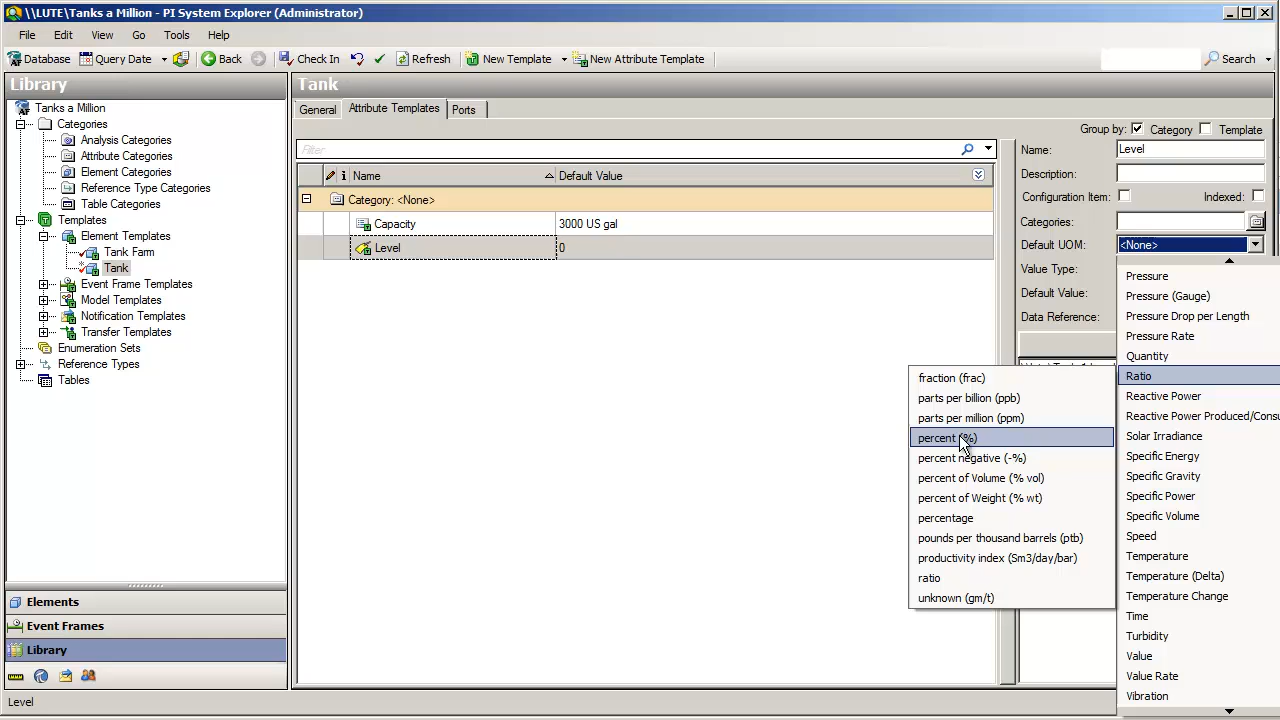 \\LUTE\Tanks a Million - PI System Explorer (Administrator)
File Edit View Go Tools Help
Database Query Date Back Check In Refresh New Template New Attribute Template Search
Library
Tanks a Million
Categories
Analysis Categories
Attribute Categories
Element Categories
Reference Type Categories
Table Categories
Templates
Element Templates
Tank Farm
Tank
Event Frame Templates
Model Templates
Notification Templates
Transfer Templates
Enumeration Sets
Reference Types
Tables
Elements
Event Frames
Library
Tank
General Attribute Templates Ports
Group by: Category Template
Filter
Name Default Value
Category: <None>
Capacity 3000 US gal
Level 0
Name: Level
Description:
Configuration Item: Indexed:
Categories:
Default UOM: <None>
Value Type:
Default Value:
Data Reference:
Pressure
Pressure (Gauge)
Pressure Drop per Length
Pressure Rate
Quantity
Ratio
Reactive Power
Reactive Power Produced/Consu
Solar Irradiance
Specific Energy
Specific Gravity
Specific Power
Specific Volume
Speed
Temperature
Temperature (Delta)
Temperature Change
Time
Turbidity
Value
Value Rate
Vibration
fraction (frac)
parts per billion (ppb)
parts per million (ppm)
percent (%)
percent negative (-%)
percent of Volume (% vol)
percent of Weight (% wt)
percentage
pounds per thousand barrels (ptb)
productivity index (Sm3/day/bar)
ratio
unknown (gm/t)
Level